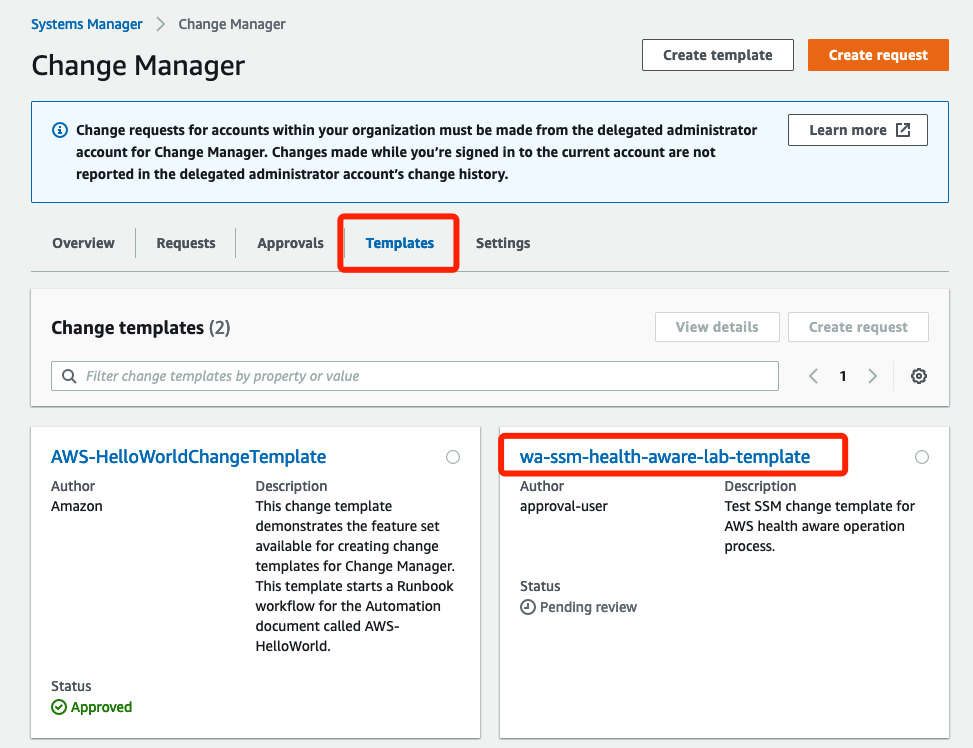 Systems Manager > Change Manager
Change Manager
Create template
Create request
Change requests for accounts within your organization must be made from the delegated administrator
account for Change Manager. Changes made while you're signed in to the current account are not
reported in the delegated administrator account's change history.
Learn more
Overview
Requests
Approvals
Templates
Settings
Change templates (2)
View details
Create request
Filter change templates by property or value
1
AWS-HelloWorldChangeTemplate
Author
Amazon
Description
This change template
demonstrates the feature set
available for creating change
templates for Change Manager.
This template starts a Runbook
workflow for the Automation
document called AWS-
HelloWorld.
Status
Approved
wa-ssm-health-aware-lab-template
Author
approval-user
Description
Test SSM change template for
AWS health aware operation
process.
Status
Pending review